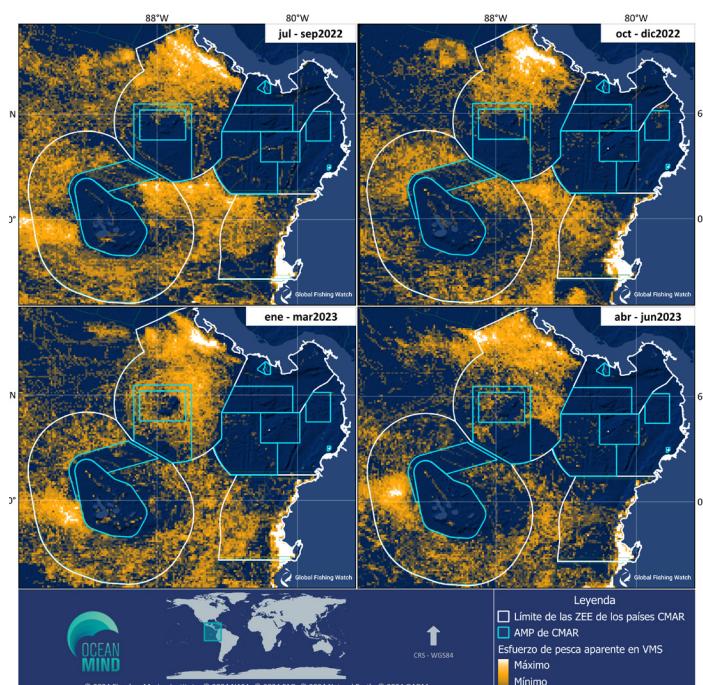 88°W
80°W
88°W
80°W
jul - sep2022
oct - dic2022
N
6
0°
0
Global Fishing Watch
Global Fishing Watch
ene - mar2023
abr - jun2023
N
6
0°
0
Global Fishing Watch
Global Fishing Watch
Leyenda
Límite de las ZEE de los países CMAR
AMP de CMAR
Esfuerzo de pesca aparente en VMS
Máximo
Mínimo
OCEAN
MIND
CRS - WGS84